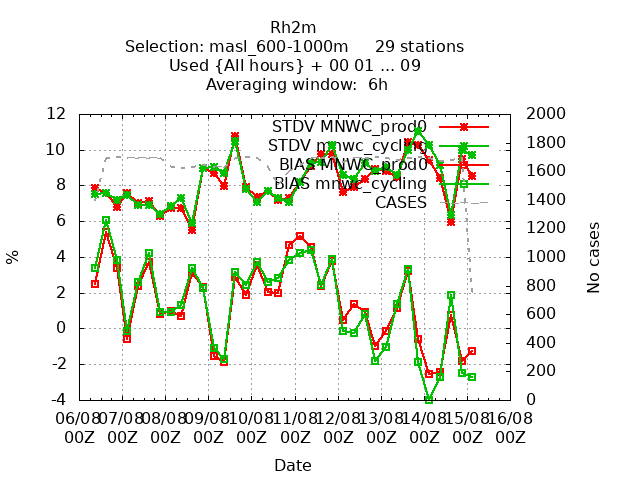 Rh2m
Selection: masl_600-1000m 29 stations
Used {All hours} + 00 01 ... 09
Averaging window: 6h
12 2000
10 1800
8 1600
6 1400
4 1200
2 1000
0 800
-2 600
-4 400
200
0
%
No cases
STDV MNWC_prod0
STDV mnwc_cycling
BIAS MNWC_prod0
BIAS mnwc_cycling
CASES
06/08 07/08 08/08 09/08 10/08 11/08 12/08 13/08 14/08 15/08 16/08
00Z 00Z 00Z 00Z 00Z 00Z 00Z 00Z 00Z 00Z 00Z
Date